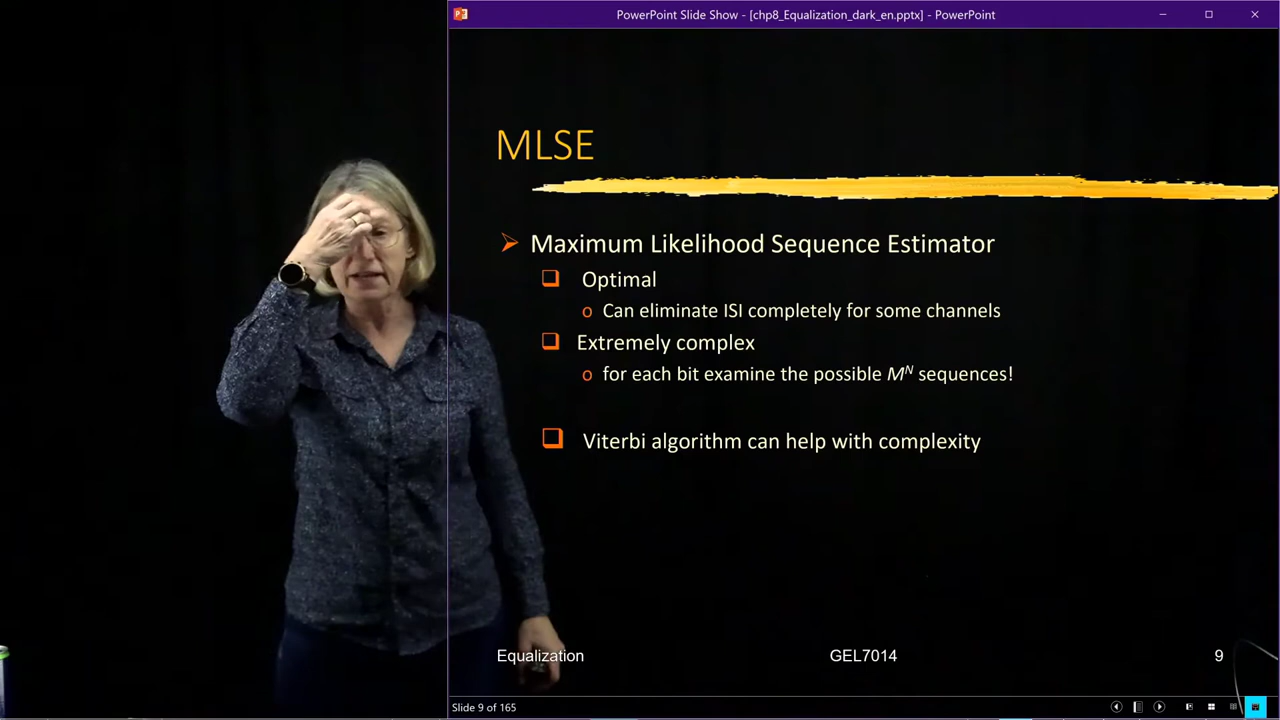 PowerPoint Slide Show - [chp8_Equalization_dark_en.pptx] - PowerPoint
MLSE
Maximum Likelihood Sequence Estimator
Optimal
Can eliminate ISI completely for some channels
Extremely complex
for each bit examine the possible M^N sequences!
Viterbi algorithm can help with complexity
Equalization
GEL7014
9
Slide 9 of 165